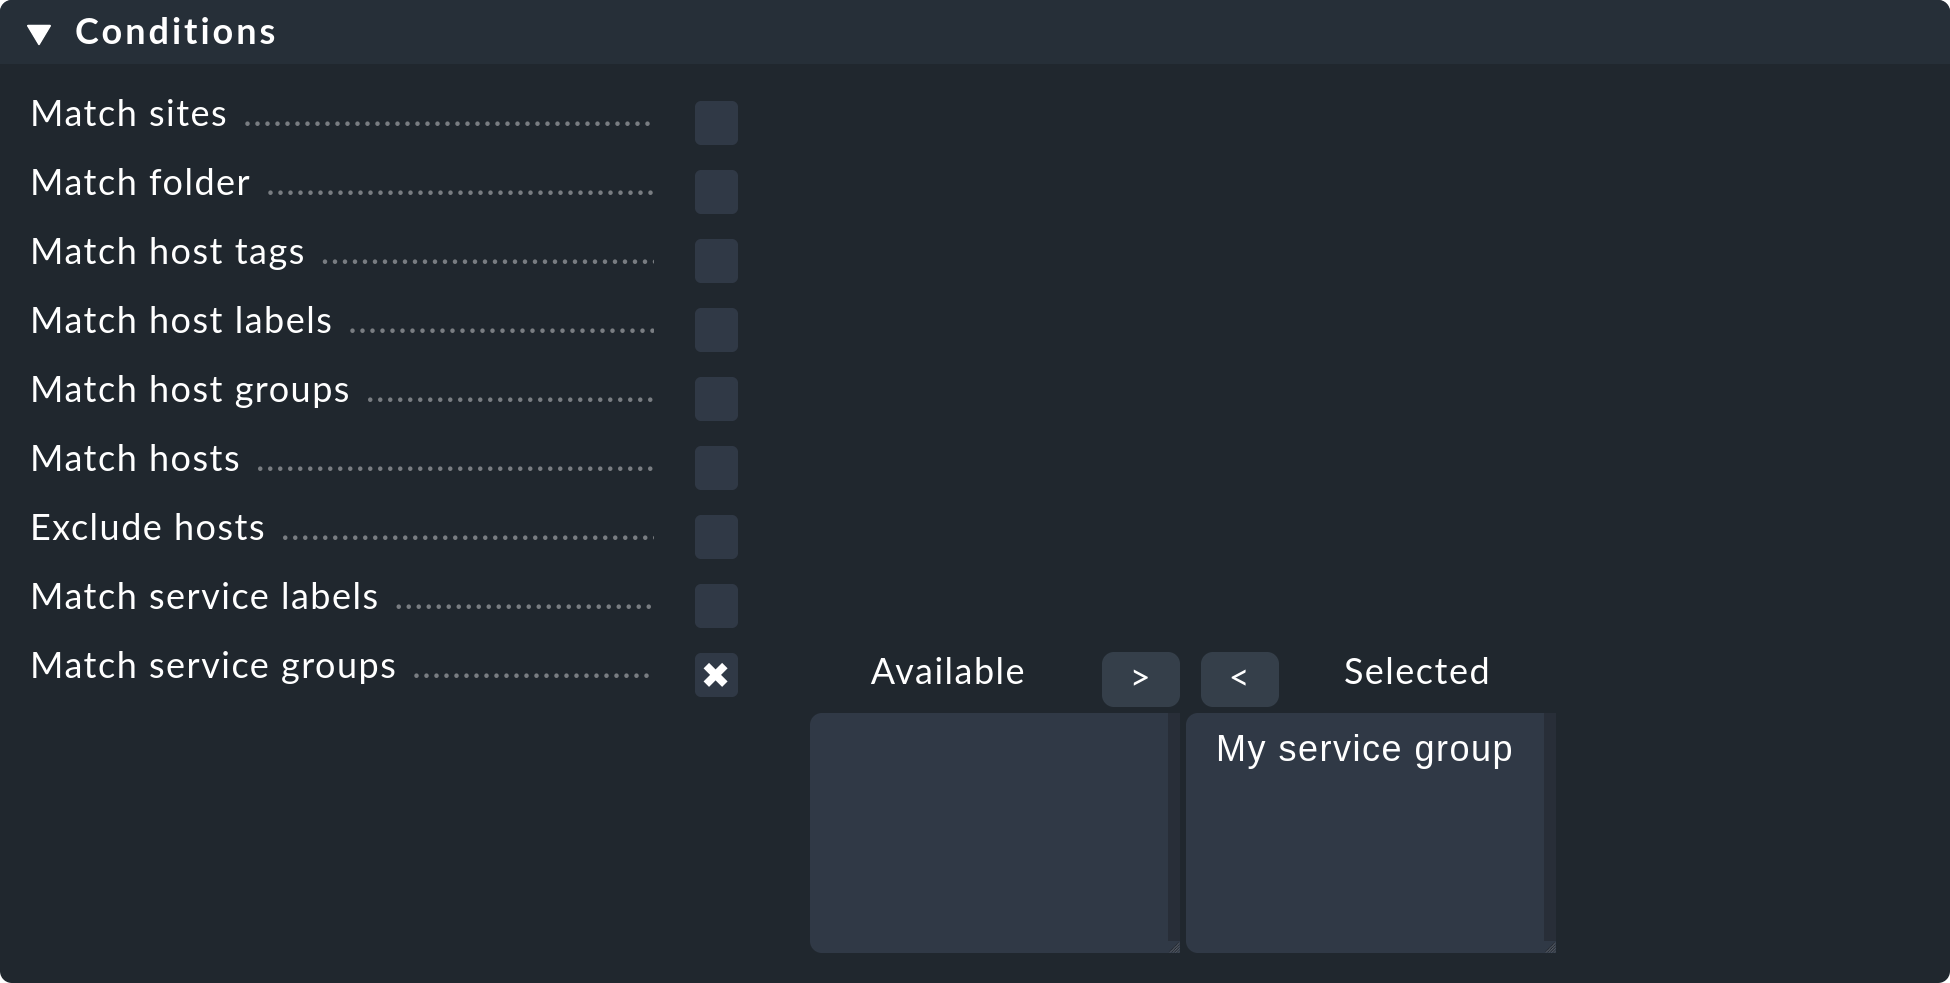 Conditions
Match sites
Match folder
Match host tags
Match host labels
Match host groups
Match hosts
Exclude hosts
Match service labels
Match service groups
Available > < Selected
My service group